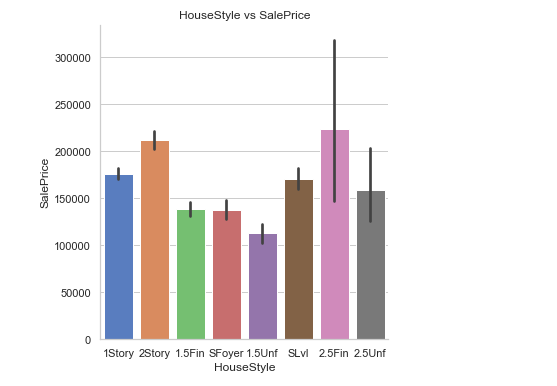 HouseStyle vs SalePrice
300000
250000
200000
150000
100000
50000
0
SalePrice
1Story 2Story 1.5Fin SFoyer 1.5Unf SLvl 2.5Fin 2.5Unf
HouseStyle